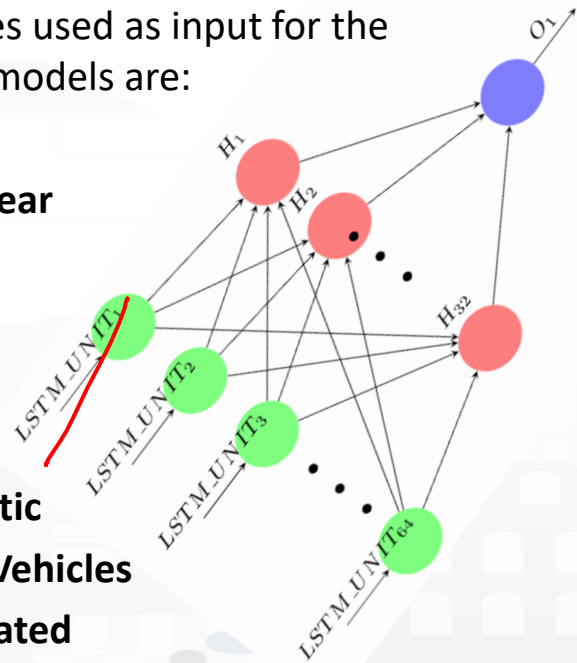 es used as input for the
models are:
O1
H1
ear
H2
H32
LSTM_UNIT1
LSTM_UNIT2
LSTM_UNIT3
tic
Vehicles
LSTM_UNIT64
ated